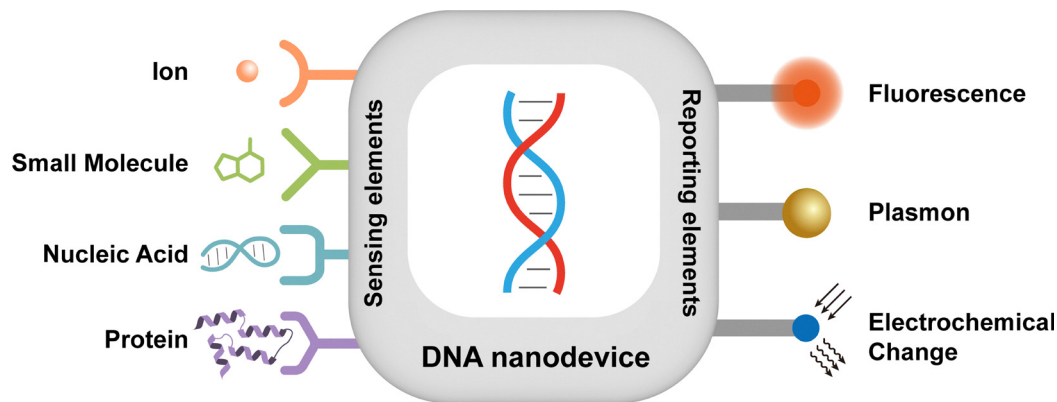 Ion
Small Molecule
Nucleic Acid
Protein
Sensing elements
DNA nanodevice
Reporting elements
Fluorescence
Plasmon
Electrochemical
Change